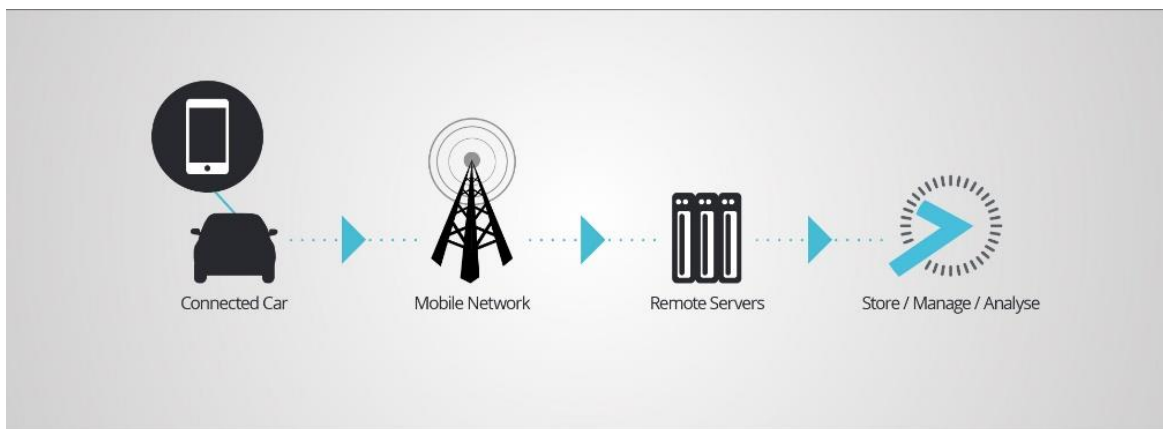 Connected Car
Mobile Network
Remote Servers
Store / Manage / Analyse